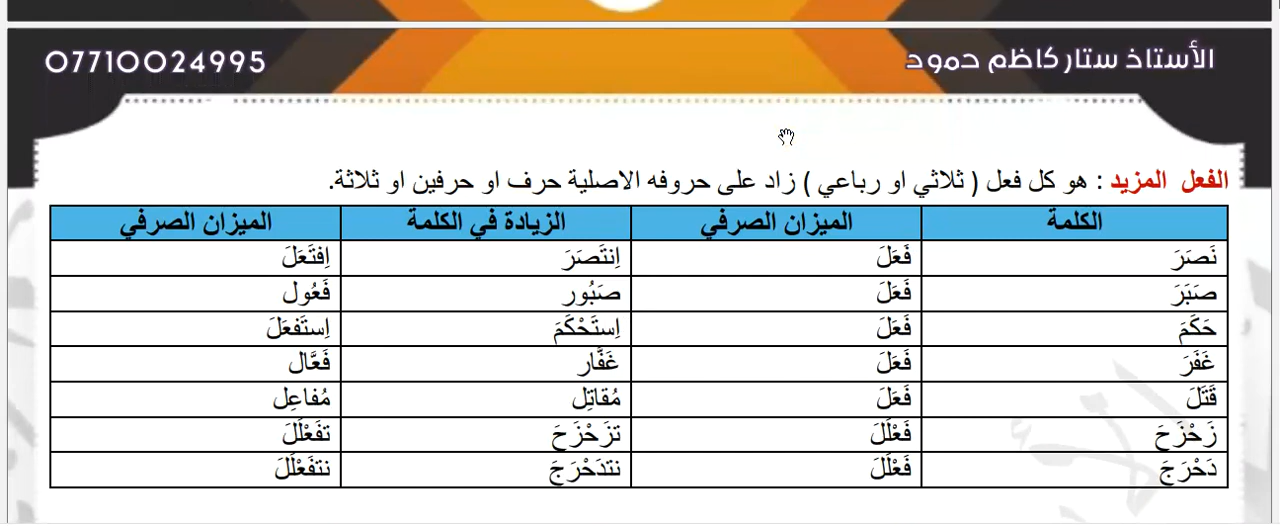 الأستاذ ستار كاظم حمود 07710024995
الفعل المزيد : هو كل فعل ( ثلاثي او رباعي ) زاد على حروفه الاصلية حرف او حرفين او ثلاثة.
الكلمة الميزان الصرفي الزيادة في الكلمة الميزان الصرفي
نَصَرَ فَعَلَ اِنتَصَرَ اِفتَعَلَ
صَبَرَ فَعَلَ صَبُور فَعُول
حَكَمَ فَعَلَ اِستَحْكَمَ اِستَفعَلَ
غَفَرَ فَعَلَ غَفَّار فَعَّال
قَتَلَ فَعَلَ مُقاتِل مُفاعِل
زَحْزَحَ فَعْلَلَ تزَحْزَحَ تفَعْلَلَ
دَحْرَجَ فَعْلَلَ نتدَحْرَجَ نتفَعْلَلَ